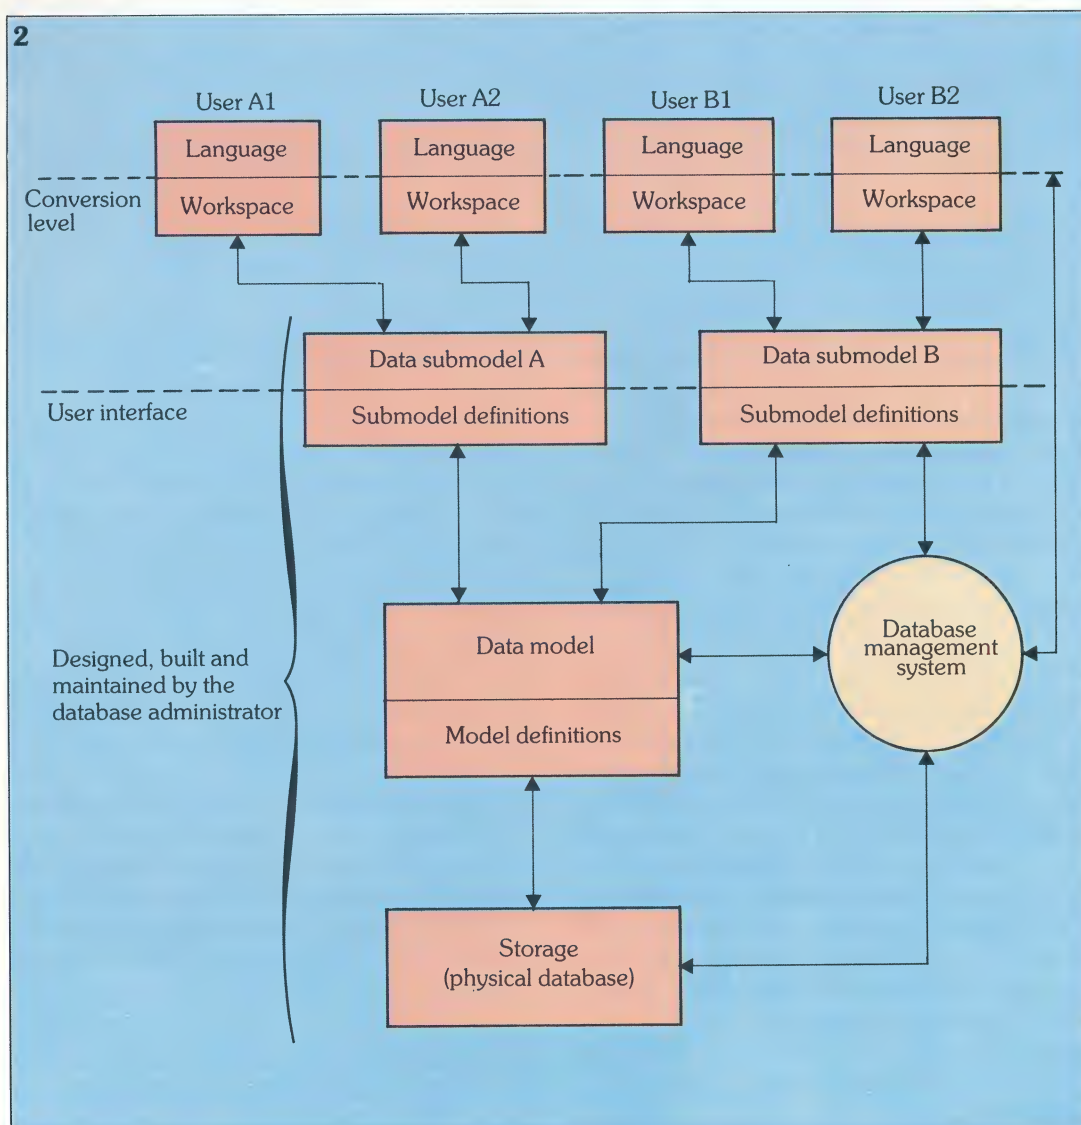 2
User A1
User A2
User B1
User B2
Language
Language
Language
Language
Conversion
level
Workspace
Workspace
Workspace
Workspace
Data submodel A
Data submodel B
User interface
Submodel definitions
Submodel definitions
Designed, built and
maintained by the
database administrator
Data model
Model definitions
Database
management
system
Storage
(physical database)